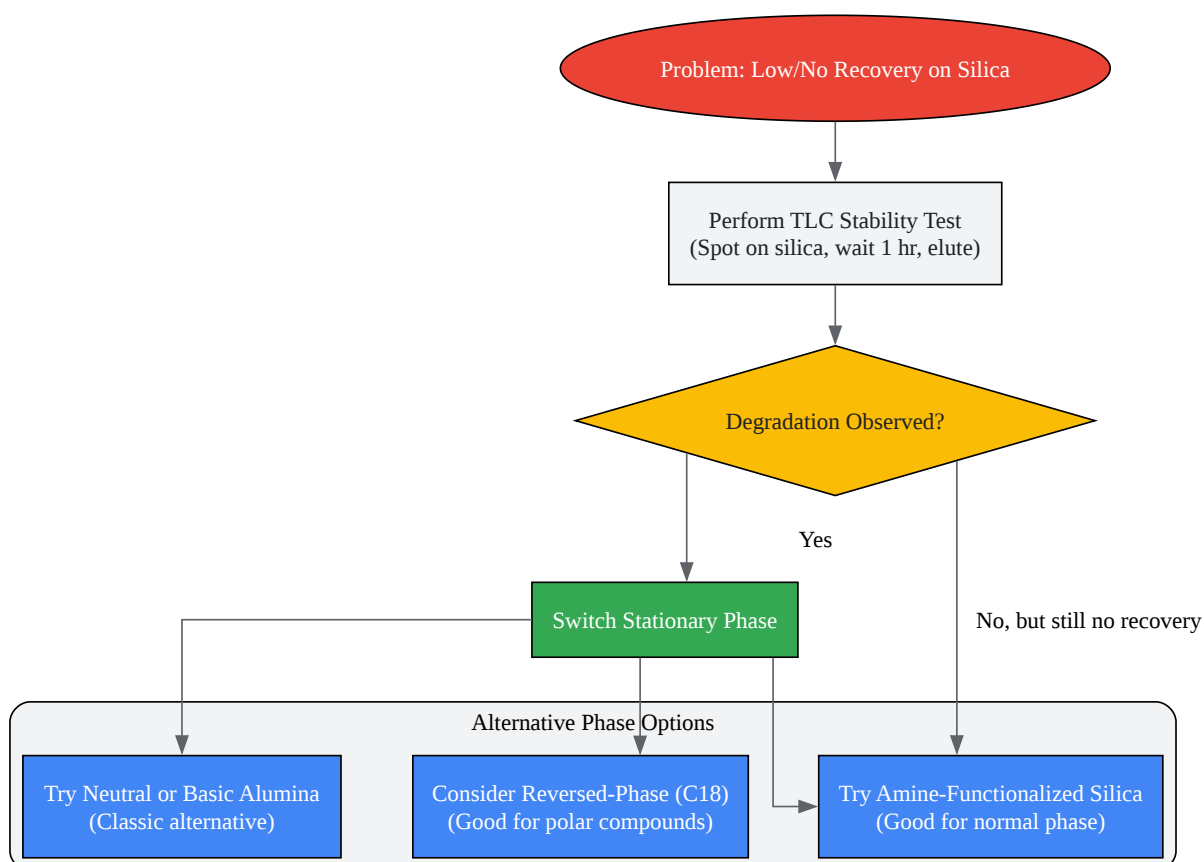 Problem: Low/No Recovery on Silica
Perform TLC Stability Test
(Spot on silica, wait 1 hr, elute)
Degradation Observed?
Yes
Switch Stationary Phase
No, but still no recovery
Alternative Phase Options
Try Neutral or Basic Alumina
(Classic alternative)
Consider Reversed-Phase (C18)
(Good for polar compounds)
Try Amine-Functionalized Silica
(Good for normal phase)